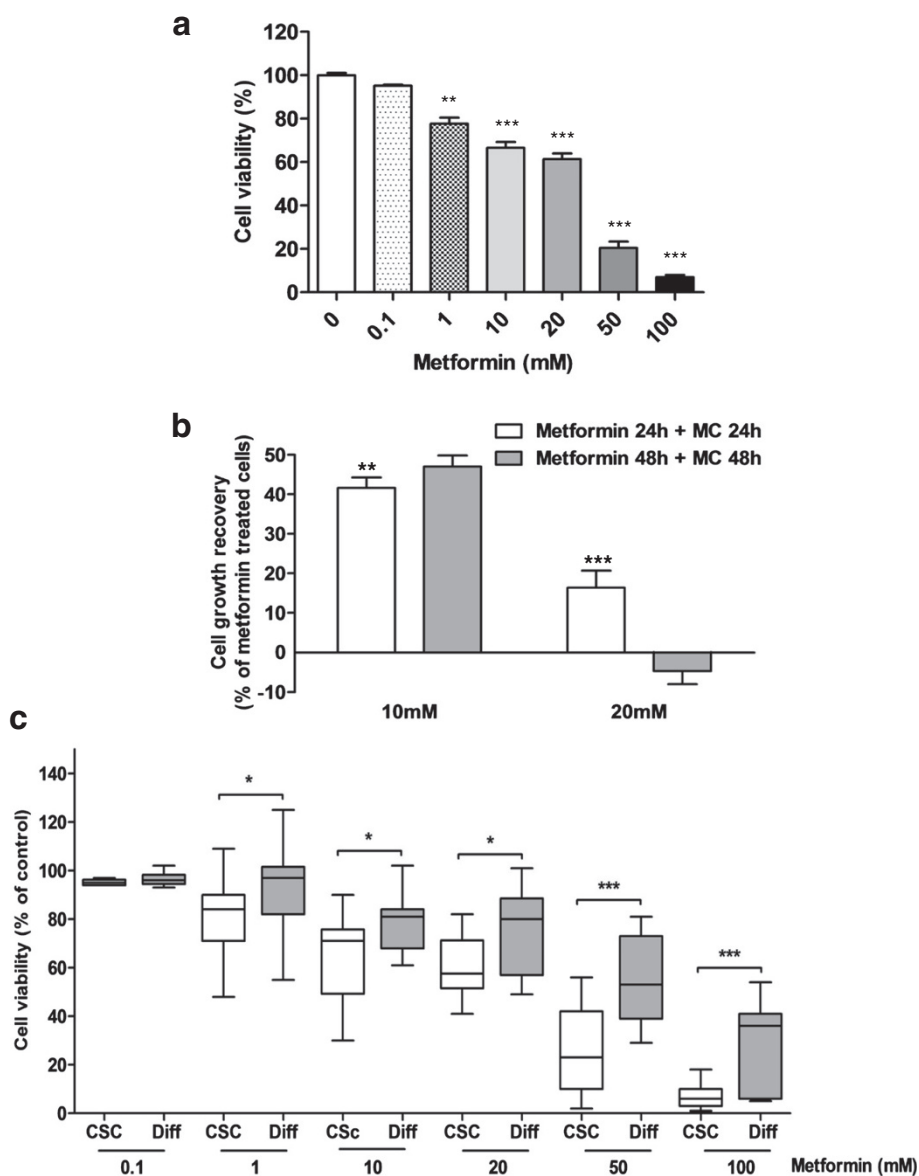 a
120
100
80
60
40
20
0
Cell viability (%)
**
***
***
***
***
0
0.1
1
10
20
50
100
Metformin (mM)
b
Metformin 24h + MC 24h
Metformin 48h + MC 48h
50
40
30
20
10
0
-10
Cell growth recovery
(% of metformin treated cells)
**
***
10mM
20mM
c
140
120
100
80
60
40
20
0
Cell viability (% of control)
*
*
*
***
***
CSC Diff CSC Diff CSc Diff CSC Diff CSC Diff CSC Diff
0.1 1 10 20 50 100 Metformin (mM)